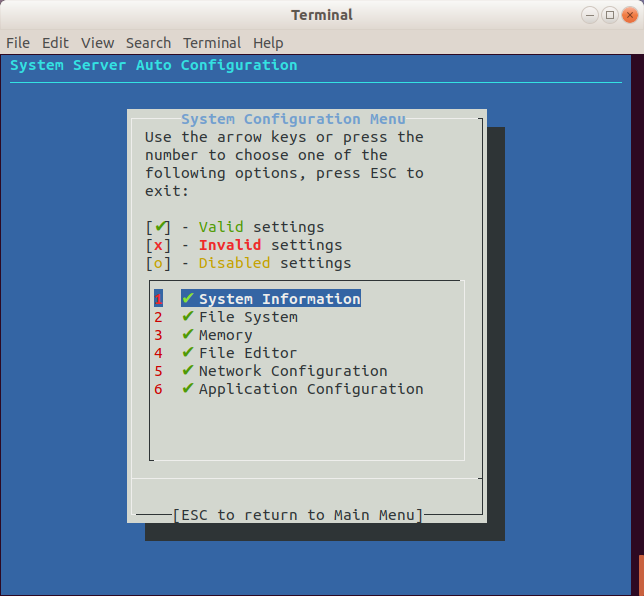 Terminal
File Edit View Search Terminal Help
System Server Auto Configuration
System Configuration Menu
Use the arrow keys or press the
number to choose one of the
following options, press ESC to
exit:
[✔] - Valid settings
[x] - Invalid settings
[o] - Disabled settings
1 ✔ System Information
2 ✔ File System
3 ✔ Memory
4 ✔ File Editor
5 ✔ Network Configuration
6 ✔ Application Configuration
[ESC to return to Main Menu]